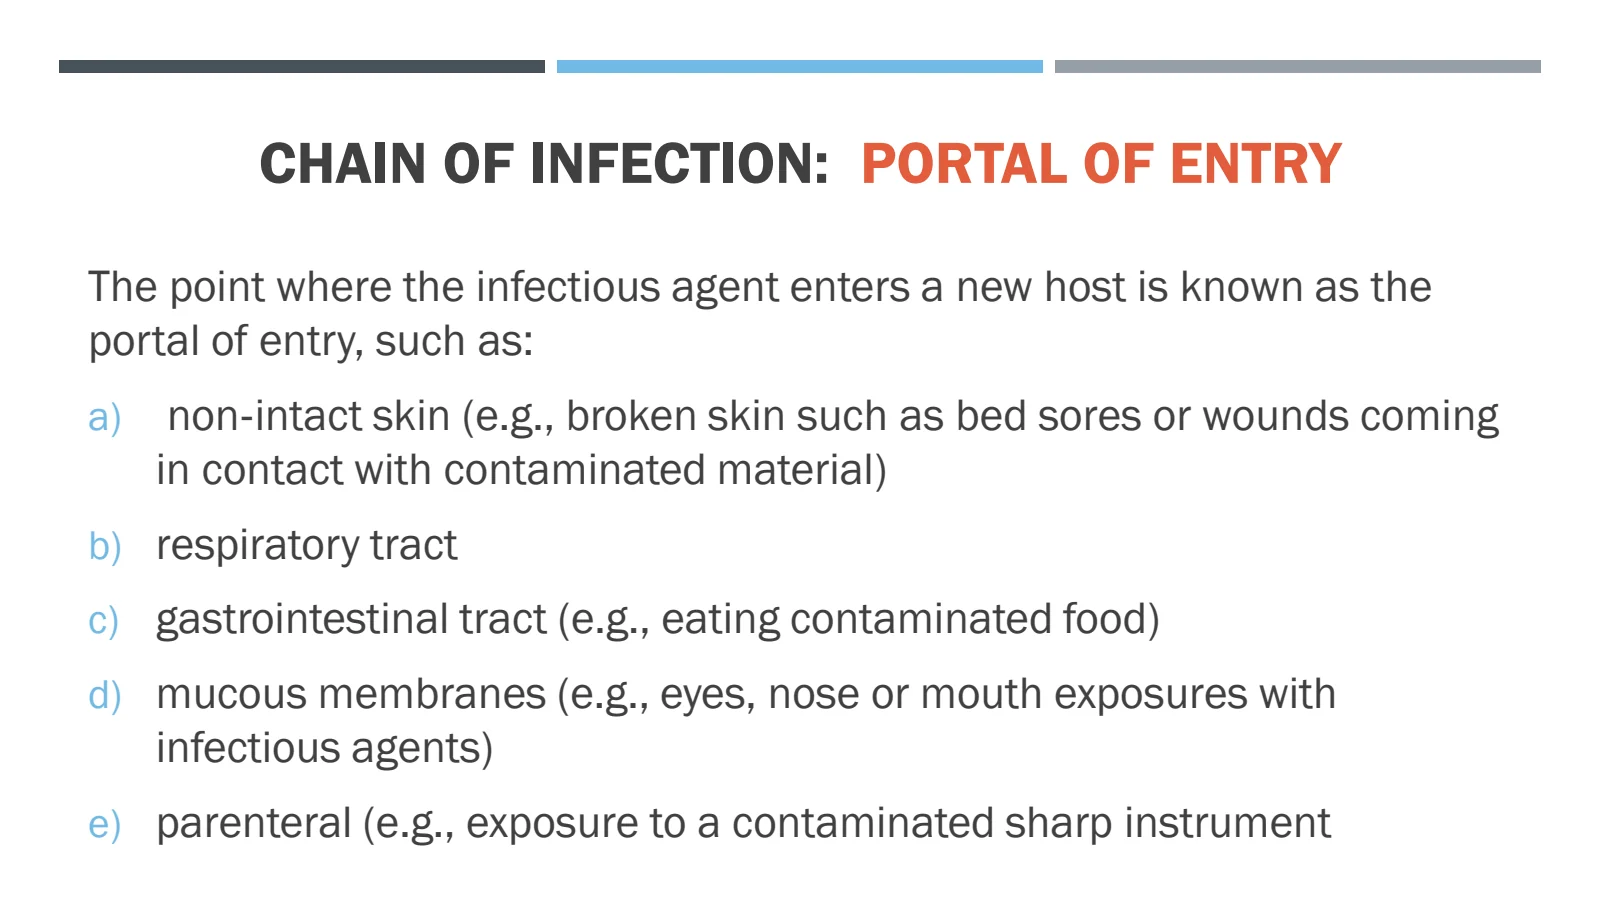 CHAIN OF INFECTION: PORTAL OF ENTRY
The point where the infectious agent enters a new host is known as the
portal of entry, such as:
a) non-intact skin (e.g., broken skin such as bed sores or wounds coming
in contact with contaminated material)
b) respiratory tract
c) gastrointestinal tract (e.g., eating contaminated food)
d) mucous membranes (e.g., eyes, nose or mouth exposures with
infectious agents)
e) parenteral (e.g., exposure to a contaminated sharp instrument